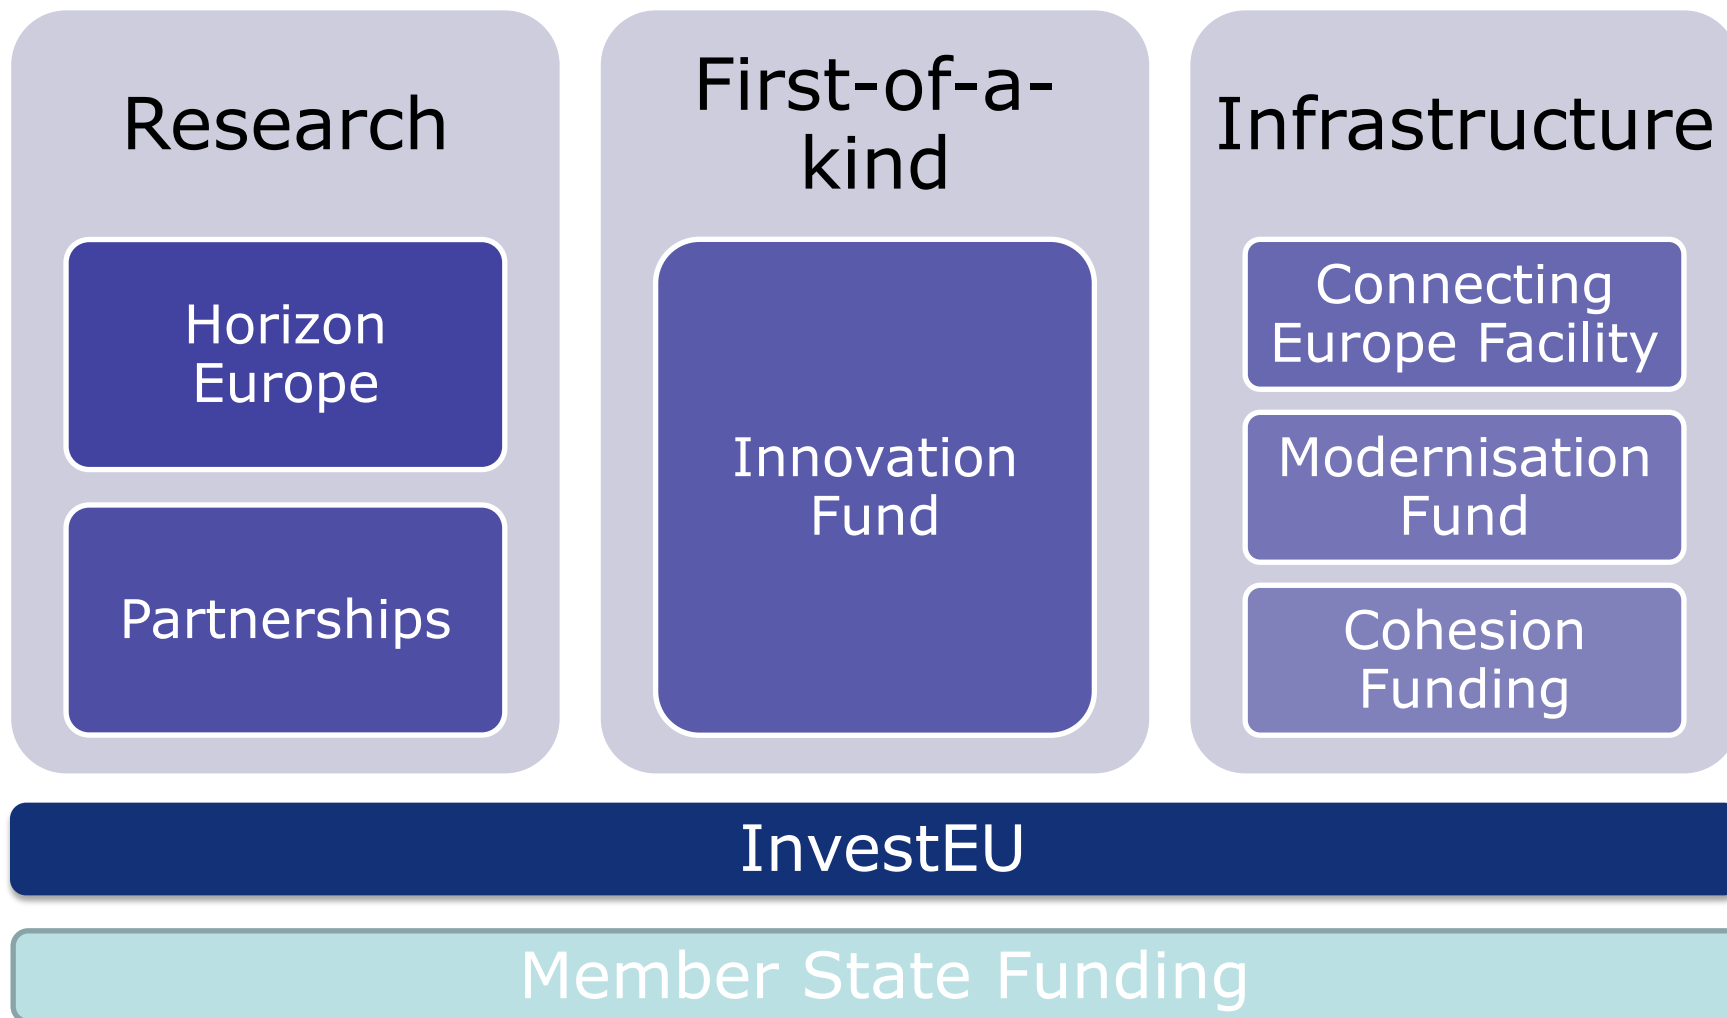 Research
Horizon
Europe
Partnerships
First-of-a-
kind
Innovation
Fund
Infrastructure
Connecting
Europe Facility
Modernisation
Fund
Cohesion
Funding
InvestEU
Member State Funding